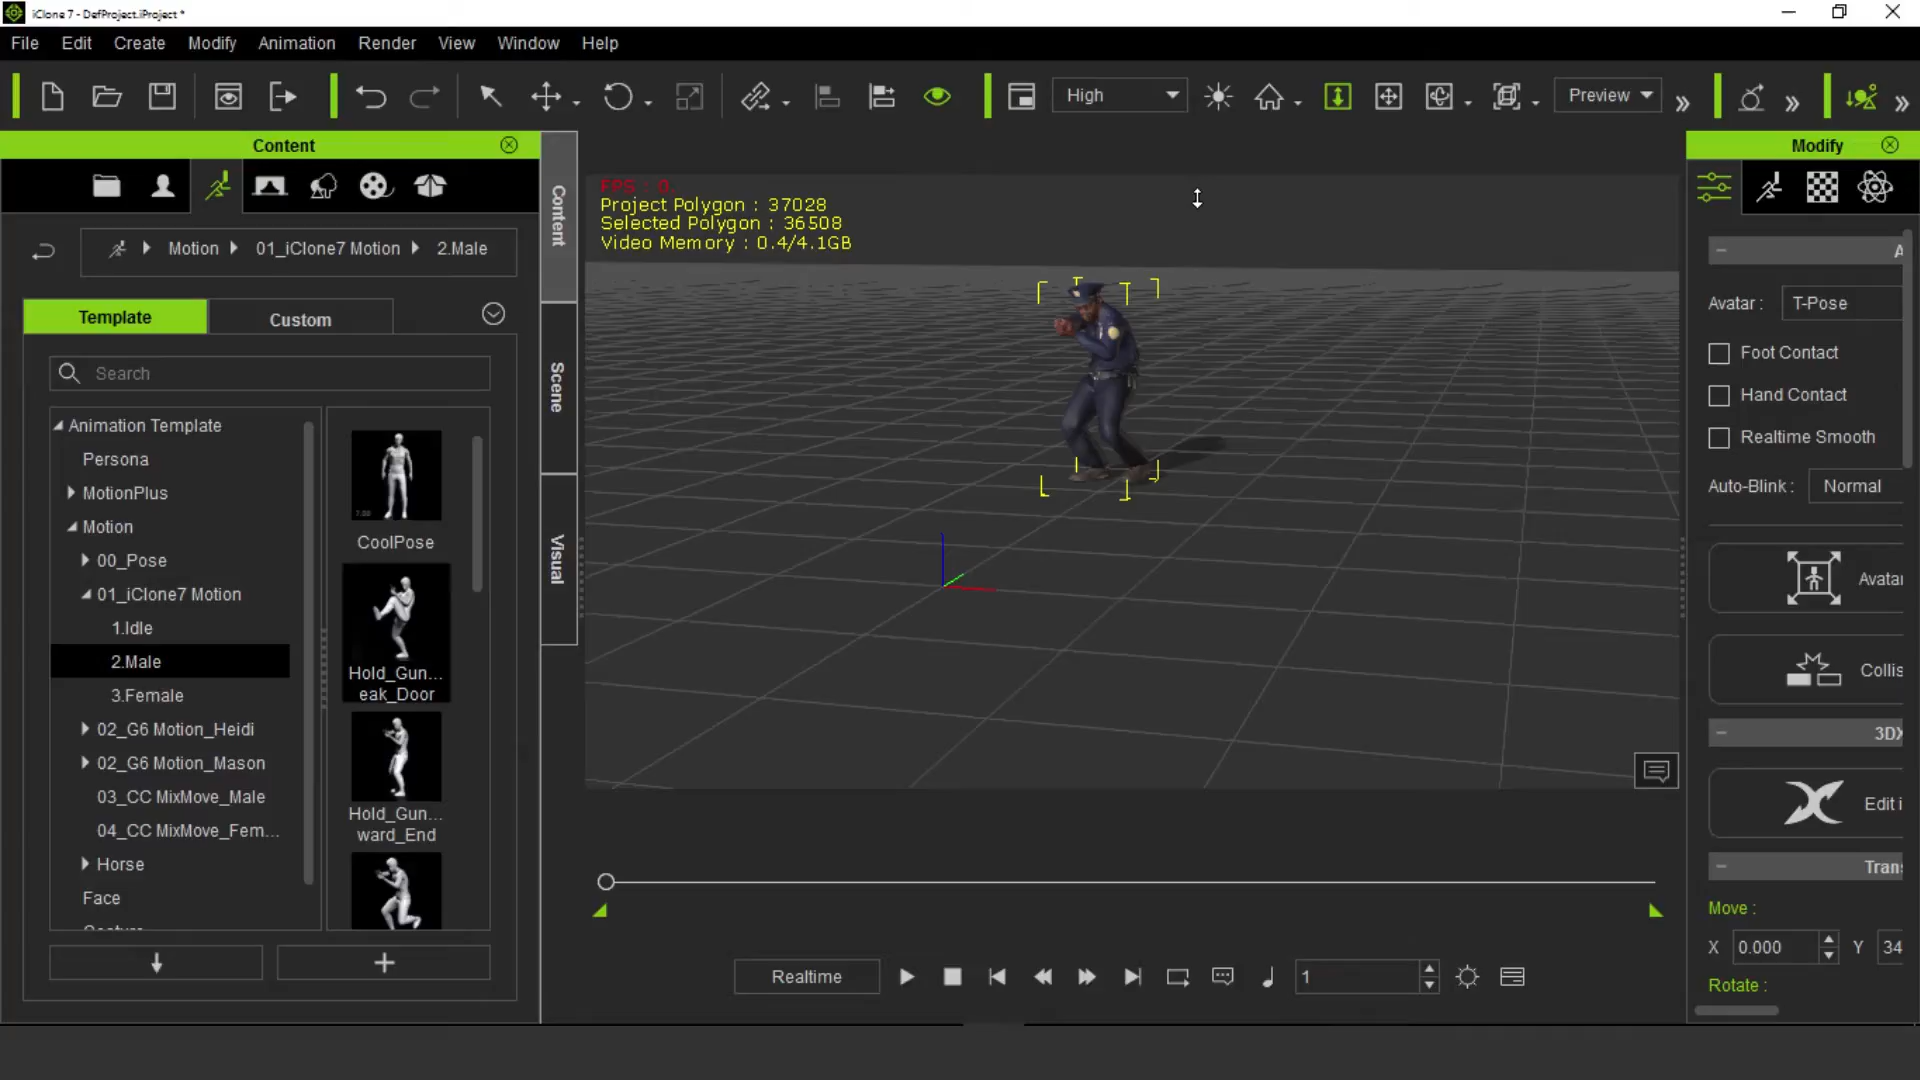 iClone 7 - DefProject.iProject *
File Edit Create Modify Animation Render View Window Help
High
Preview
Content
Modify
Motion 01_iClone7 Motion 2.Male
Template
Custom
Search
Animation Template
Persona
MotionPlus
Motion
00_Pose
01_iClone7 Motion
1.Idle
2.Male
3.Female
02_G6 Motion_Heidi
02_G6 Motion_Mason
03_CC MixMove_Male
04_CC MixMove_Fem...
Horse
Face
7.00
CoolPose
Hold_Gun...
eak_Door
Hold_Gun...
ward_End
Content
Scene
Visual
FPS : 0.
Project Polygon : 37028
Selected Polygon : 36508
Video Memory : 0.4/4.1GB
Realtime
1
A
Avatar : T-Pose
Foot Contact
Hand Contact
Realtime Smooth
Auto-Blink : Normal
Avatar
Collis
3DX
Edit i
Trans
Move :
X 0.000 Y 34
Rotate :